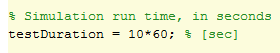 % Simulation run time, in seconds
testDuration = 10*60; % [sec]